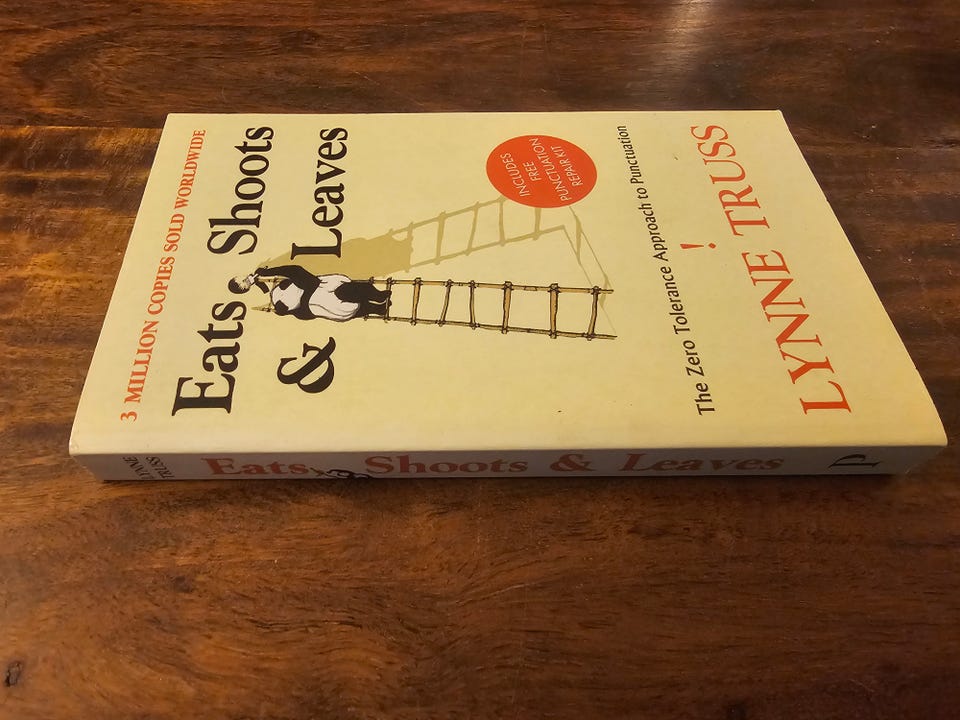 3 MILLION COPIES SOLD WORLDWIDE
Eats, Shoots
& Leaves
INCLUDES
FREE
PUNCTUATION
REPAIR KIT
The Zero Tolerance Approach to Punctuation
!
LYNNE TRUSS
LYNNE
TRUSS
Eats, Shoots & Leaves
P